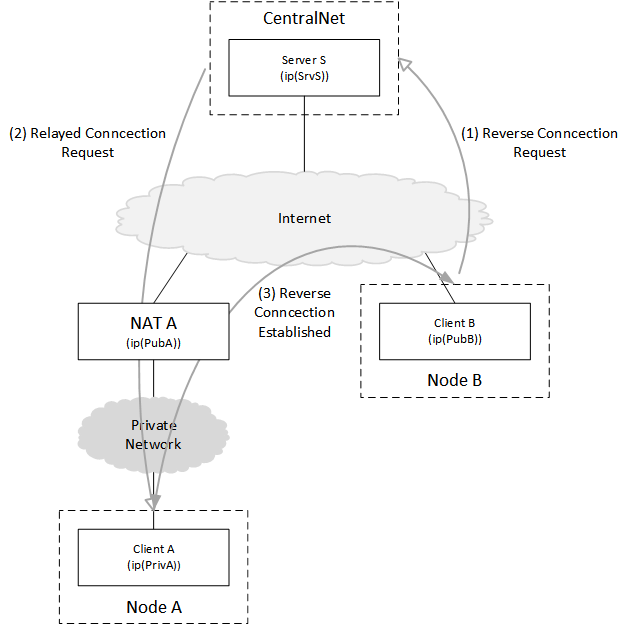 CentralNet
Server S
(ip(SrvS))
(2) Relayed Conncection
Request
(1) Reverse Conncection
Request
Internet
(3) Reverse
Conncection
Established
NAT A
(ip(PubA))
Client B
(ip(PubB))
Node B
Private
Network
Client A
(ip(PrivA))
Node A